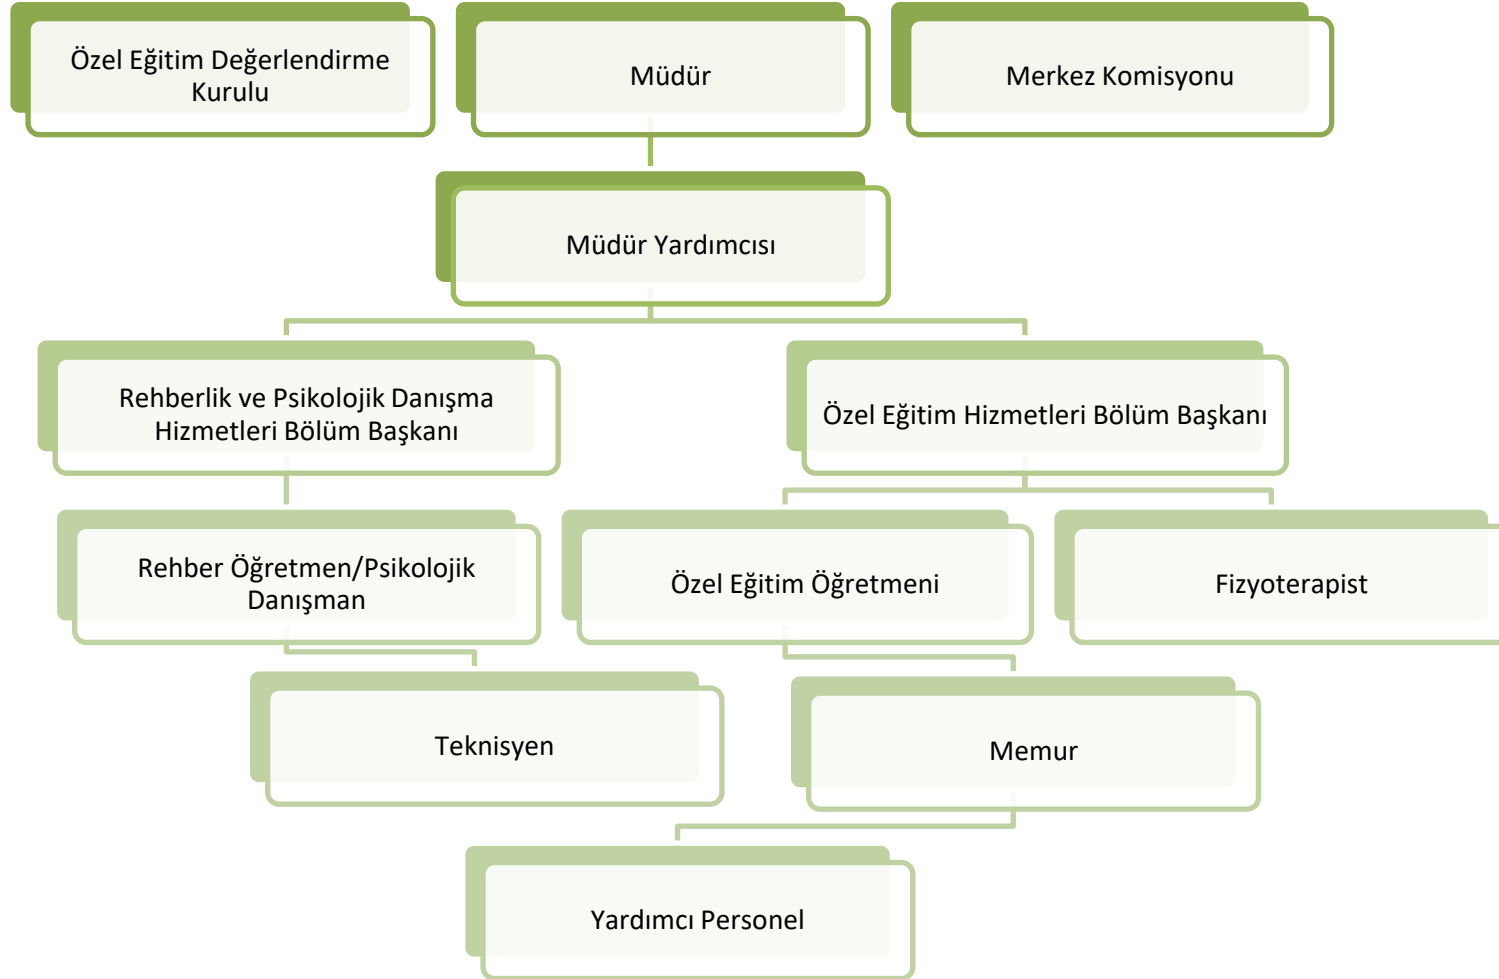 Özel Eğitim Değerlendirme
Kurulu
Müdür
Merkez Komisyonu
Müdür Yardımcısı
Rehberlik ve Psikolojik Danışma
Hizmetleri Bölüm Başkanı
Özel Eğitim Hizmetleri Bölüm Başkanı
Rehber Öğretmen/Psikolojik
Danışman
Özel Eğitim Öğretmeni
Fizyoterapist
Teknisyen
Memur
Yardımcı Personel